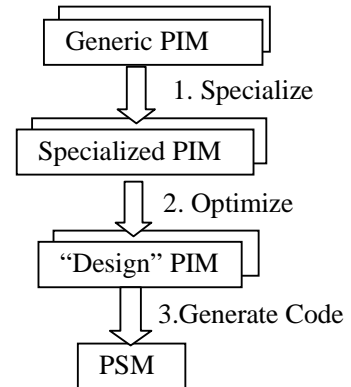 Generic PIM
1. Specialize
Specialized PIM
2. Optimize
“Design” PIM
3.Generate Code
PSM